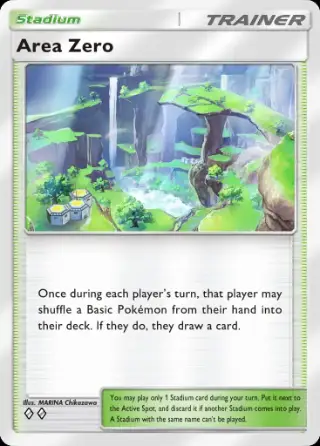 Stadium
TRAINER
Area Zero
Once during each player's turn, that player may
shuffle a Basic Pokémon from their hand into
their deck. If they do, they draw a card.
Illus. MARINA Chikazawa
You may play only 1 Stadium card during your turn. Put it next to
the Active Spot, and discard it if another Stadium comes into play.
A Stadium with the same name can't be played.